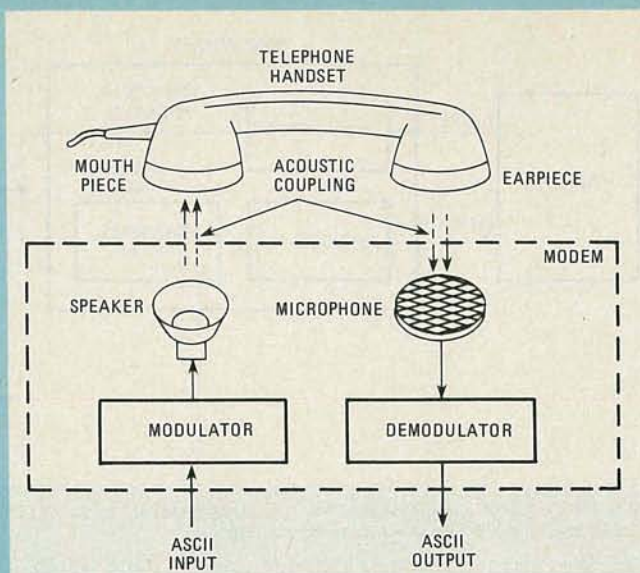 TELEPHONE
HANDSET
MOUTH
PIECE
ACOUSTIC
COUPLING
EARPIECE
MODEM
SPEAKER
MICROPHONE
MODULATOR
DEMODULATOR
ASCII
INPUT
ASCII
OUTPUT